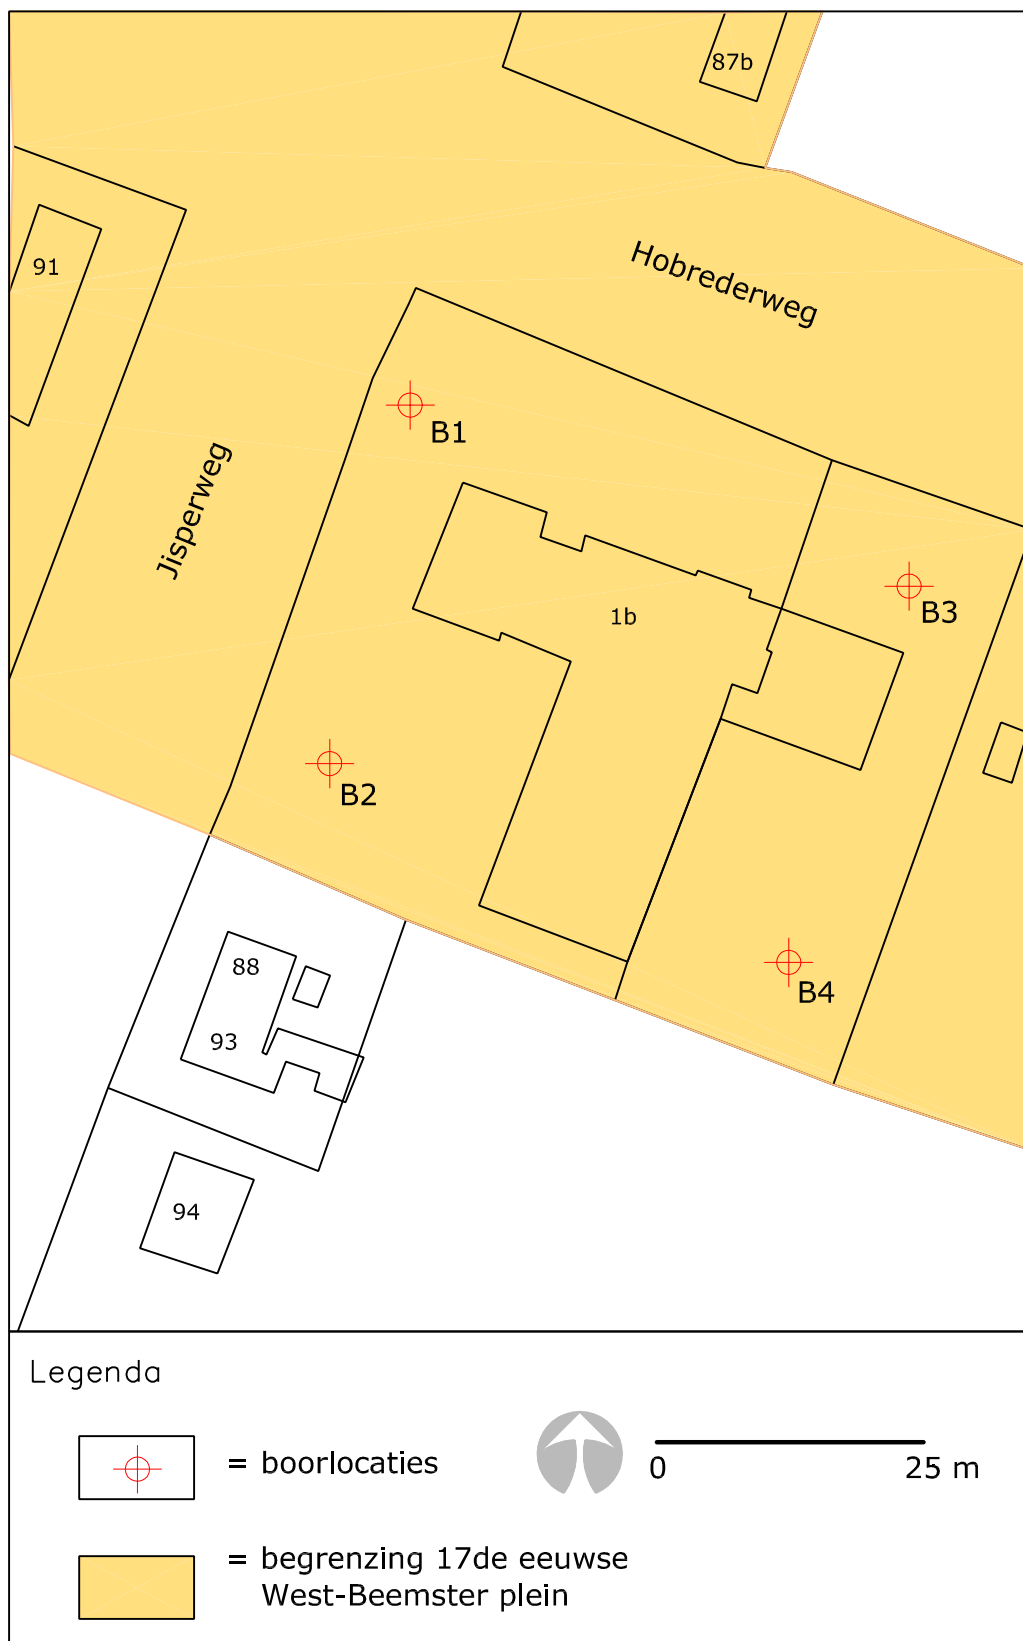 87b
91
Hobrederweg
B1
Jisperweg
1b
B3
B2
88
B4
93
94
Legenda
= boorlocaties
0 25 m
= begrenzing 17de eeuwse
West-Beemster plein